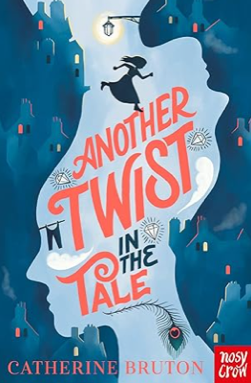 ANOTHER
TWIST
IN THE
TALE
CATHERINE BRUTON
nosy
crow